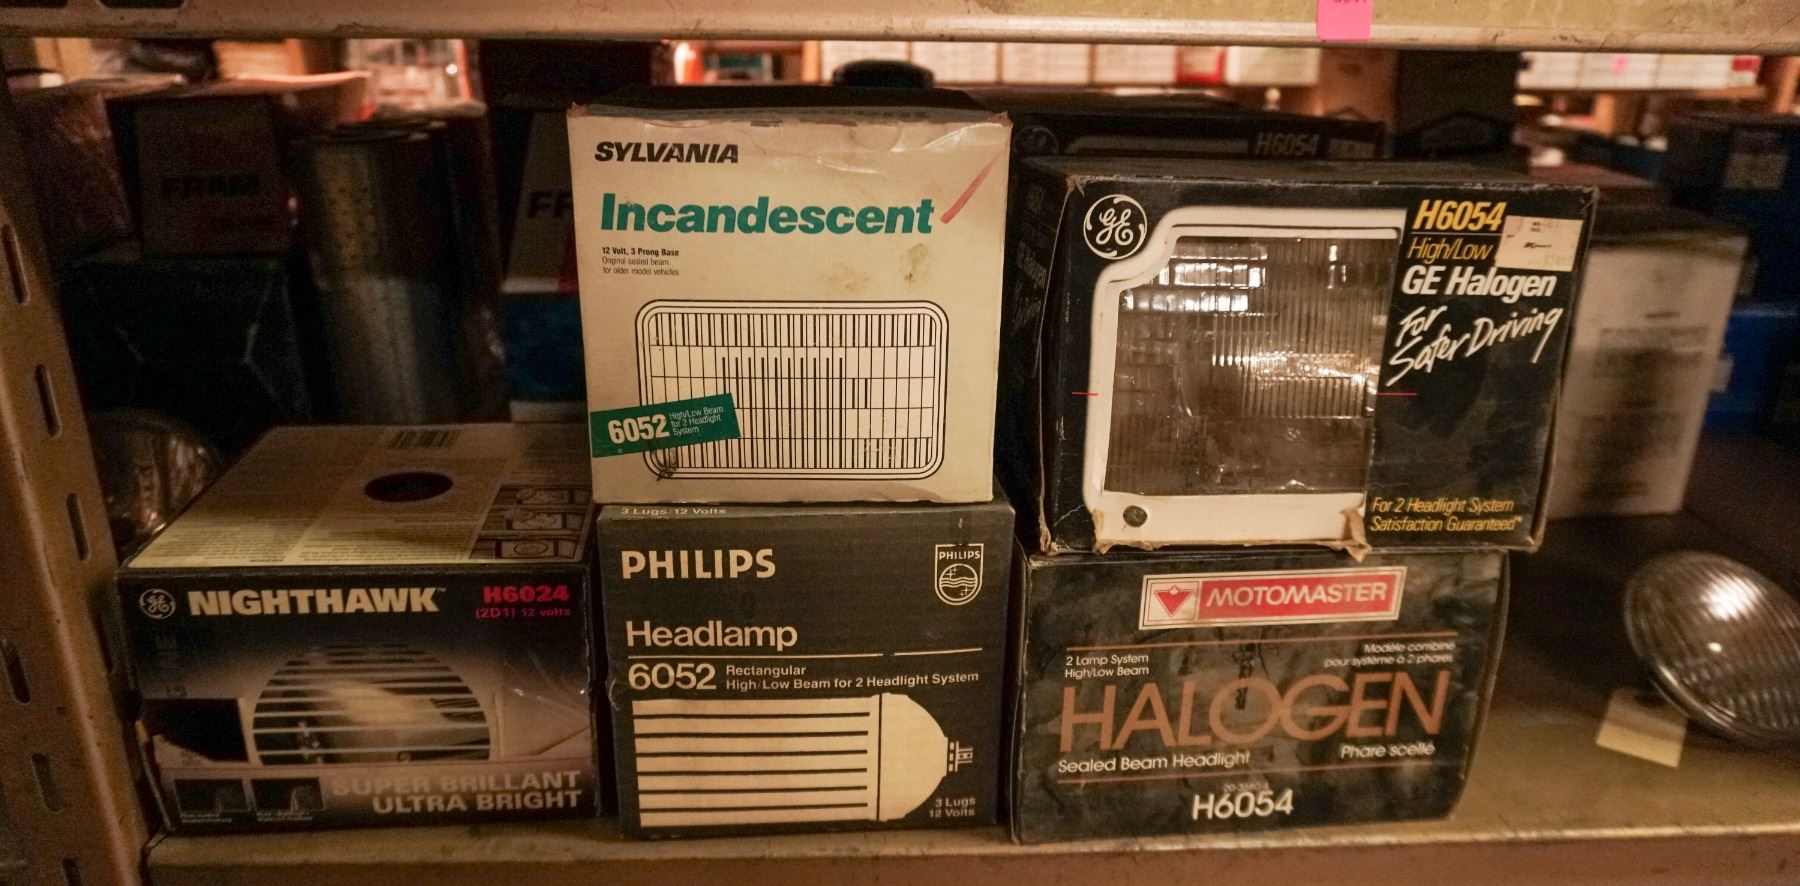 FRAM
SYLVANIA
Incandescent
12 Volt, 3 Prong Base
Original sealed beam
for older model vehicles
6052
High/Low Beam
for 2 Headlight
System
H6054
GE
H6054
High/Low
GE Halogen
For
Safer Driving
For 2 Headlight System
Satisfaction Guaranteed*
GE NIGHTHAWK™
H6024
(2D1) 12 volts
SUPER BRILLANT
ULTRA BRIGHT
3 Lugs/12 Volts
PHILIPS
PHILIPS
Headlamp
6052
Rectangular
High/Low Beam for 2 Headlight System
3 Lugs
12 Volts
MOTOMASTER
2 Lamp System
High/Low Beam
Modèle combiné
pour système à 2 phares
HALOGEN
Sealed Beam Headlight
Phare scellé
H6054